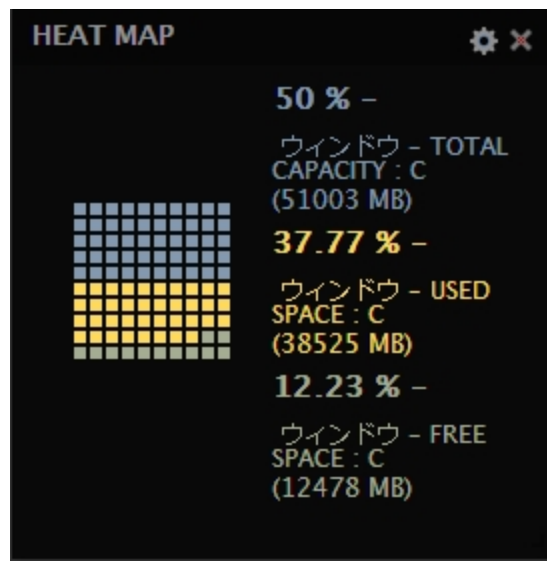 HEAT MAP
50 % –
ウィンドウ – TOTAL
CAPACITY : C
(51003 MB)
37.77 % –
ウィンドウ – USED
SPACE : C
(38525 MB)
12.23 % –
ウィンドウ – FREE
SPACE : C
(12478 MB)